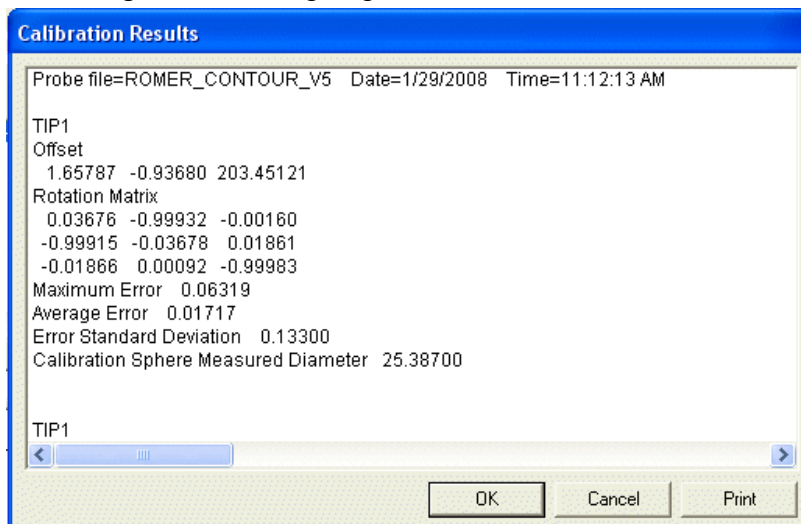 Calibration Results
Probe file=ROMER_CONTOUR_V5 Date=1/29/2008 Time=11:12:13 AM
TIP1
Offset
1.65787 -0.93680 203.45121
Rotation Matrix
0.03676 -0.99932 -0.00160
-0.99915 -0.03678 0.01861
-0.01866 0.00092 -0.99983
Maximum Error 0.06319
Average Error 0.01717
Error Standard Deviation 0.13300
Calibration Sphere Measured Diameter 25.38700
TIP1
OK Cancel Print